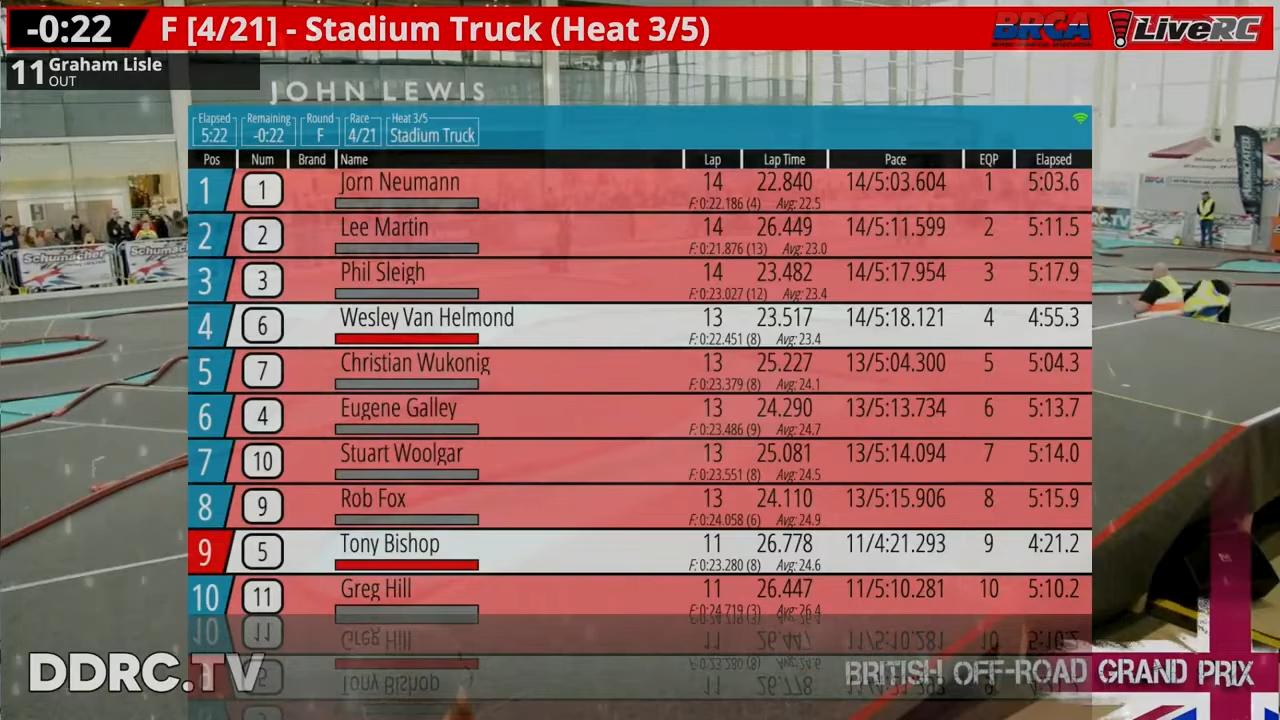 -0:22 F [4/21] - Stadium Truck (Heat 3/5) BRCA LiveRC
11 Graham Lisle
OUT
JOHN LEWIS
Elapsed Remaining Round Race Heat 3/5
5:22 -0:22 F 4/21 Stadium Truck
Pos Num Brand Name Lap Lap Time Pace EQP Elapsed
1 1 Jorn Neumann 14 22.840 14/5:03.604 1 5:03.6
F: 0:22.186 (4) Avg: 22.5
2 2 Lee Martin 14 26.449 14/5:11.599 2 5:11.5
F: 0:21.876 (13) Avg: 23.0
3 3 Phil Sleigh 14 23.482 14/5:17.954 3 5:17.9
F: 0:23.027 (12) Avg: 23.4
4 6 Wesley Van Helmond 13 23.517 14/5:18.121 4 4:55.3
F: 0:22.451 (8) Avg: 23.4
5 7 Christian Wukonig 13 25.227 13/5:04.300 5 5:04.3
F: 0:23.379 (8) Avg: 24.1
6 4 Eugene Galley 13 24.290 13/5:13.734 6 5:13.7
F: 0:23.486 (9) Avg: 24.7
7 10 Stuart Woolgar 13 25.081 13/5:14.094 7 5:14.0
F: 0:23.551 (8) Avg: 24.5
8 9 Rob Fox 13 24.110 13/5:15.906 8 5:15.9
F: 0:24.058 (6) Avg: 24.9
9 5 Tony Bishop 11 26.778 11/4:21.293 9 4:21.2
F: 0:23.280 (8) Avg: 24.6
10 11 Greg Hill 11 26.447 11/5:10.281 10 5:10.2
F: 0:24.719 (3) Avg: 26.4
Schumacher
Schumac
RC.TV
DDRC.TV
BRITISH OFF-ROAD GRAND PRIX